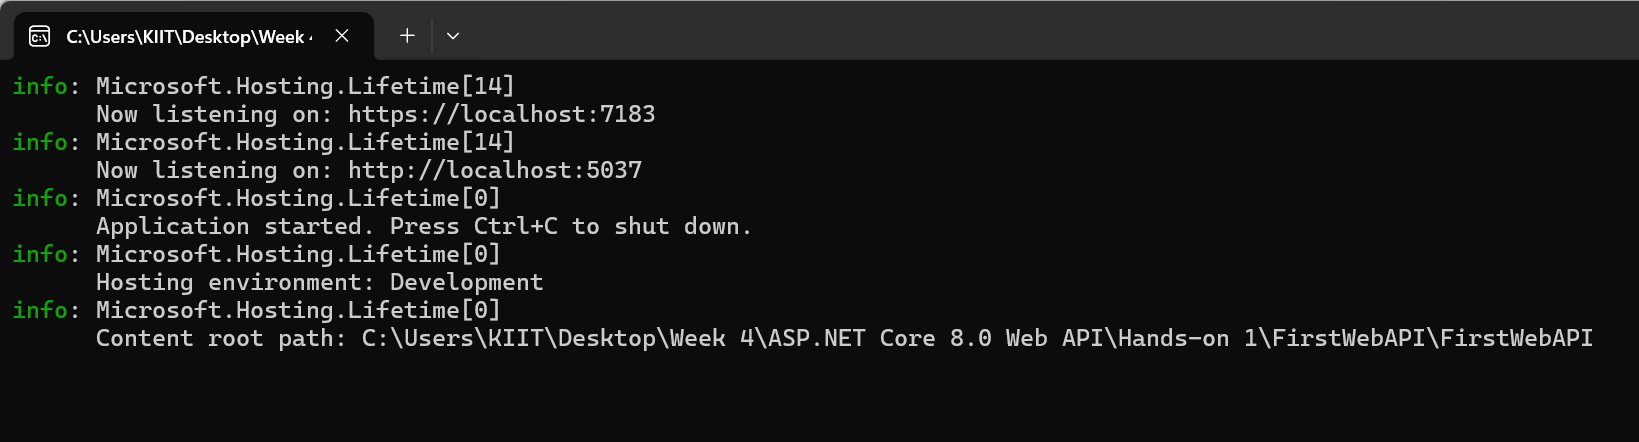 C:\Users\KIIT\Desktop\Week
info: Microsoft.Hosting.Lifetime[14]
Now listening on: https://localhost:7183
info: Microsoft.Hosting.Lifetime[14]
Now listening on: http://localhost:5037
info: Microsoft.Hosting.Lifetime[0]
Application started. Press Ctrl+C to shut down.
info: Microsoft.Hosting.Lifetime[0]
Hosting environment: Development
info: Microsoft.Hosting.Lifetime[0]
Content root path: C:\Users\KIIT\Desktop\Week 4\ASP.NET Core 8.0 Web API\Hands-on 1\FirstWebAPI\FirstWebAPI